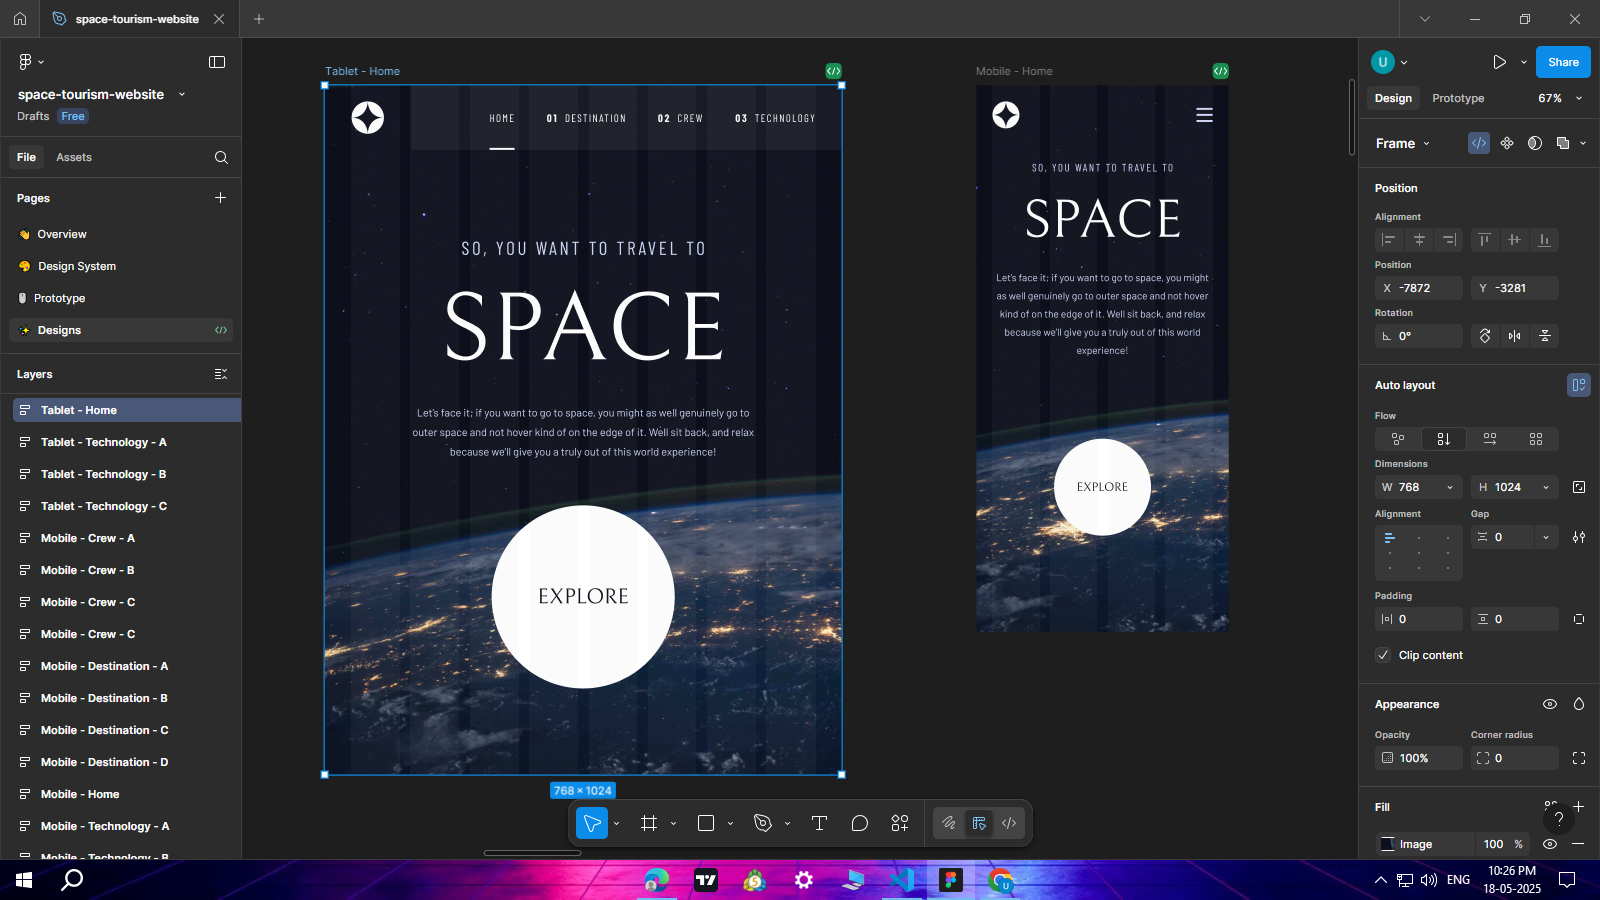 space-tourism-website
space-tourism-website
Drafts
Free
File
Assets
Pages
Overview
Design System
Prototype
Designs
Layers
Tablet - Home
Tablet - Technology - A
Tablet - Technology - B
Tablet - Technology - C
Mobile - Crew - A
Mobile - Crew - B
Mobile - Crew - C
Mobile - Crew - C
Mobile - Destination - A
Mobile - Destination - B
Mobile - Destination - C
Mobile - Destination - D
Mobile - Home
Mobile - Technology - A
Mobile - Technology - B
Tablet - Home
HOME 01 DESTINATION 02 CREW 03 TECHNOLOGY
SO, YOU WANT TO TRAVEL TO
SPACE
Let's face it; if you want to go to space, you might as well genuinely go to
outer space and not hover kind of on the edge of it. Well sit back, and relax
because we'll give you a truly out of this world experience!
EXPLORE
768 × 1024
Mobile - Home
SO, YOU WANT TO TRAVEL TO
SPACE
Let's face it; if you want to go to space, you might
as well genuinely go to outer space and not hover
kind of on the edge of it. Well sit back, and relax
because we'll give you a truly out of this world
experience!
EXPLORE
U
Share
Design
Prototype
67%
Frame
Position
Alignment
Position
X -7872
Y -3281
Rotation
0°
Auto layout
Flow
Dimensions
W 768
H 1024
Alignment
Gap
0
Padding
0
0
Clip content
Appearance
Opacity
Corner radius
100%
0
Fill
?
Image
100 %
U
ENG
10:26 PM
18-05-2025